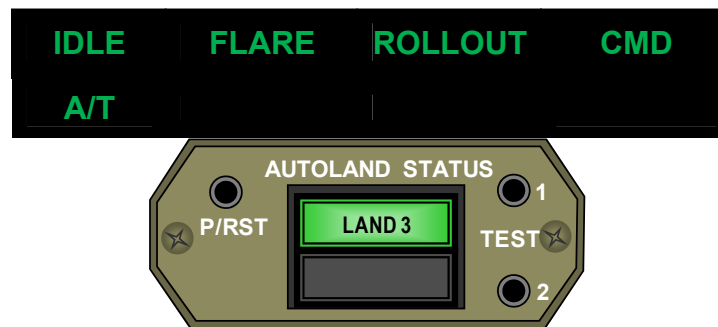 IDLE FLARE ROLLOUT CMD
A/T
AUTOLAND STATUS
1
P/RST
LAND 3
TEST
2